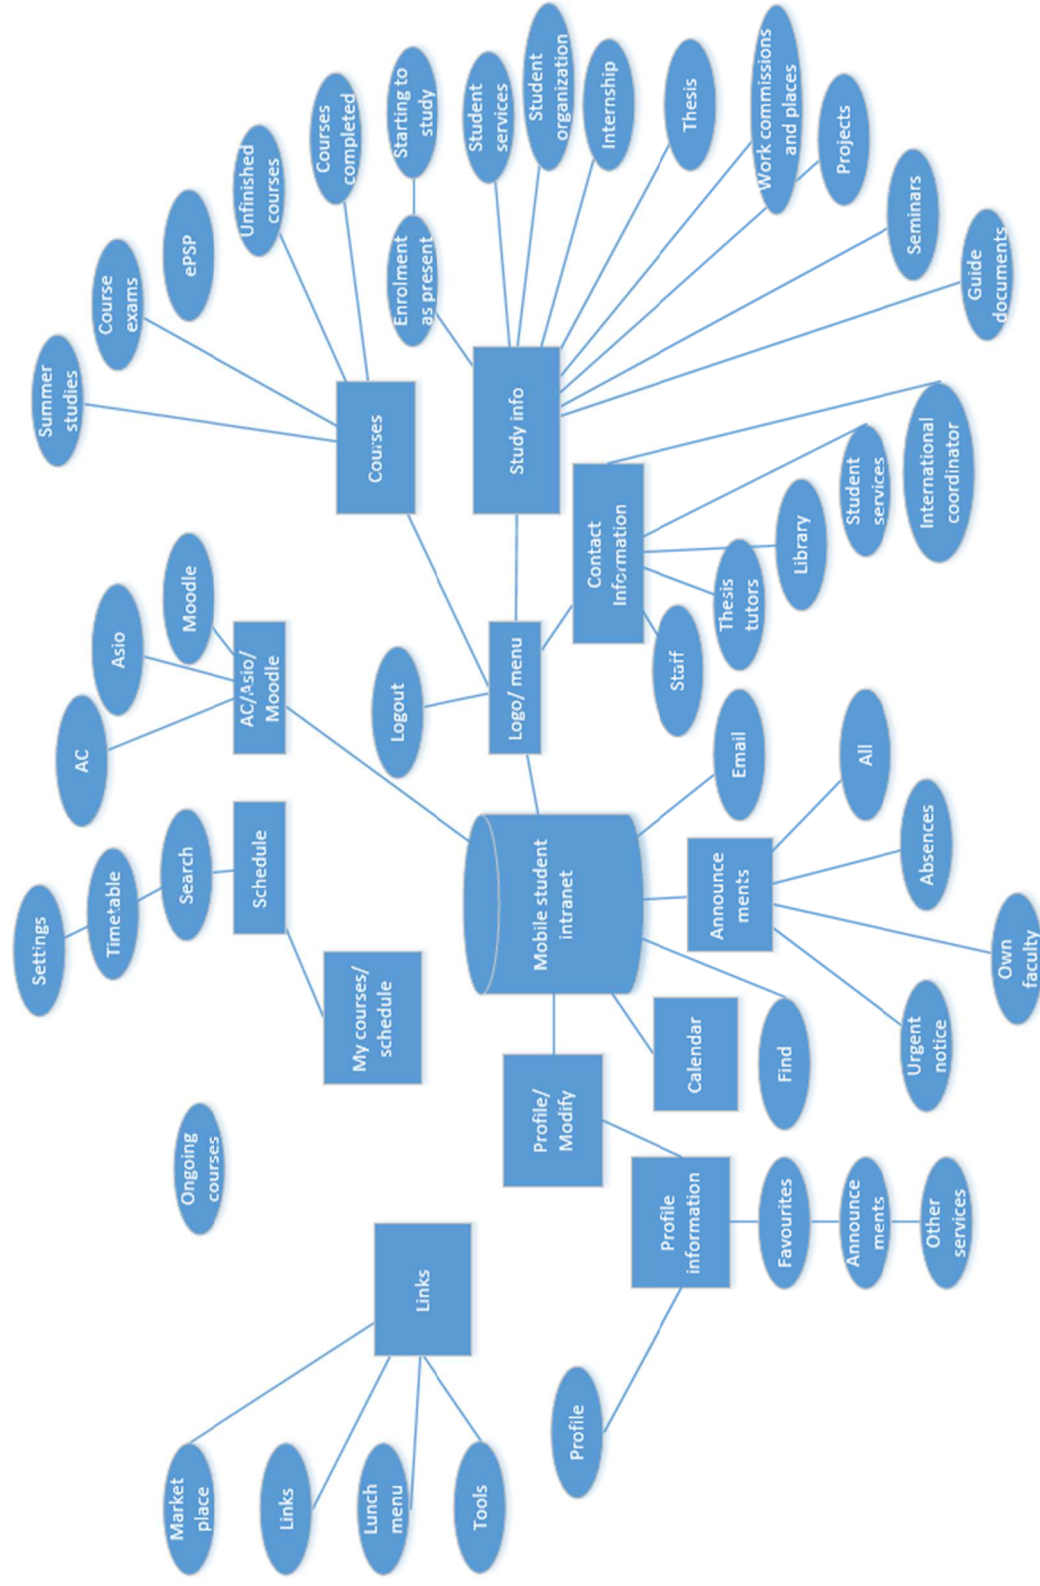 Settings
Timetable
Search
Schedule
My courses/
schedule
AC
Asio
Moodle
AC/Asio/
Moodle
Summer
studies
Course
exams
ePSP
Unfinished
courses
Courses
completed
Courses
Starting to
study
Enrolment
as present
Student
services
Student
organization
Internship
Thesis
Work commissions
and places
Projects
Seminars
Guide
documents
Study info
Logout
Logo/ menu
Contact
Information
Staff
Thesis
tutors
Library
Student
services
International
coordinator
Mobile student
intranet
Email
Announce
ments
All
Absences
Own
faculty
Urgent
notice
Find
Calendar
Profile/
Modify
Profile
information
Favourites
Announce
ments
Other
services
Profile
Ongoing
courses
Links
Market
place
Links
Lunch
menu
Tools